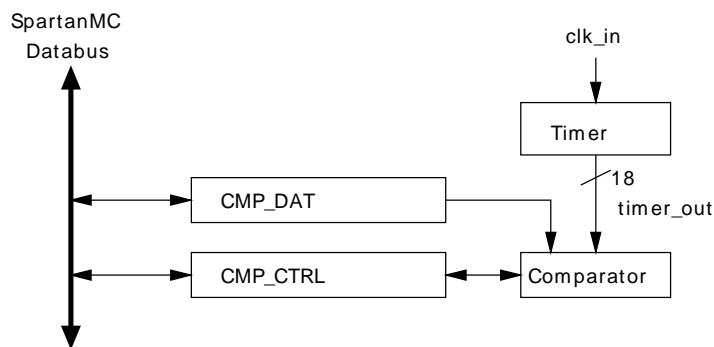 SpartanMC
Databus
clk_in
Timer
18
CMP_DAT
timer_out
CMP_CTRL
Comparator